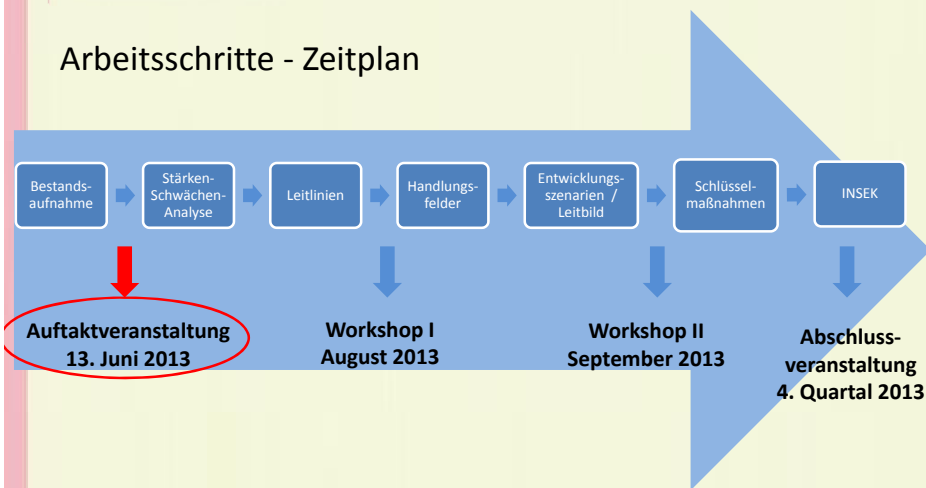 Arbeitsschritte - Zeitplan
Bestands-
aufnahme
Stärken-
Schwächen-
Analyse
Leitlinien
Handlungs-
felder
Entwicklungs-
szenarien /
Leitbild
Schlüssel-
maßnahmen
INSEK
Auftaktveranstaltung
13. Juni 2013
Workshop I
August 2013
Workshop II
September 2013
Abschluss-
veranstaltung
4. Quartal 2013